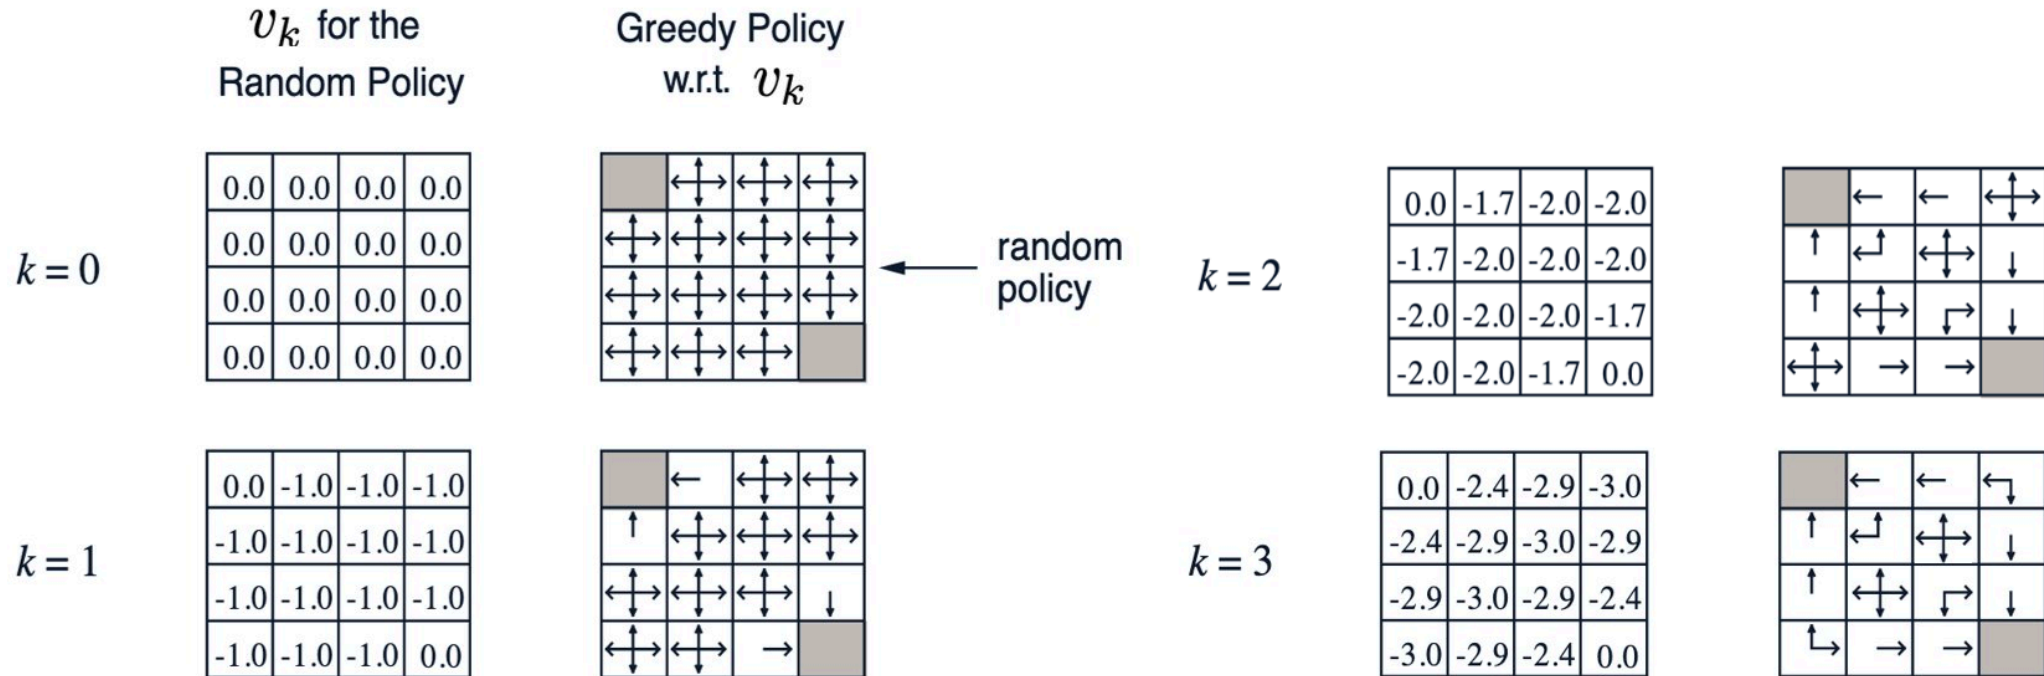 v_k for the
Random Policy
Greedy Policy
w.r.t. v_k
k = 0
0.0 0.0 0.0 0.0
0.0 0.0 0.0 0.0
0.0 0.0 0.0 0.0
0.0 0.0 0.0 0.0
random
policy
k = 1
0.0 -1.0 -1.0 -1.0
-1.0 -1.0 -1.0 -1.0
-1.0 -1.0 -1.0 -1.0
-1.0 -1.0 -1.0 0.0
k = 2
0.0 -1.7 -2.0 -2.0
-1.7 -2.0 -2.0 -2.0
-2.0 -2.0 -2.0 -1.7
-2.0 -2.0 -1.7 0.0
k = 3
0.0 -2.4 -2.9 -3.0
-2.4 -2.9 -3.0 -2.9
-2.9 -3.0 -2.9 -2.4
-3.0 -2.9 -2.4 0.0